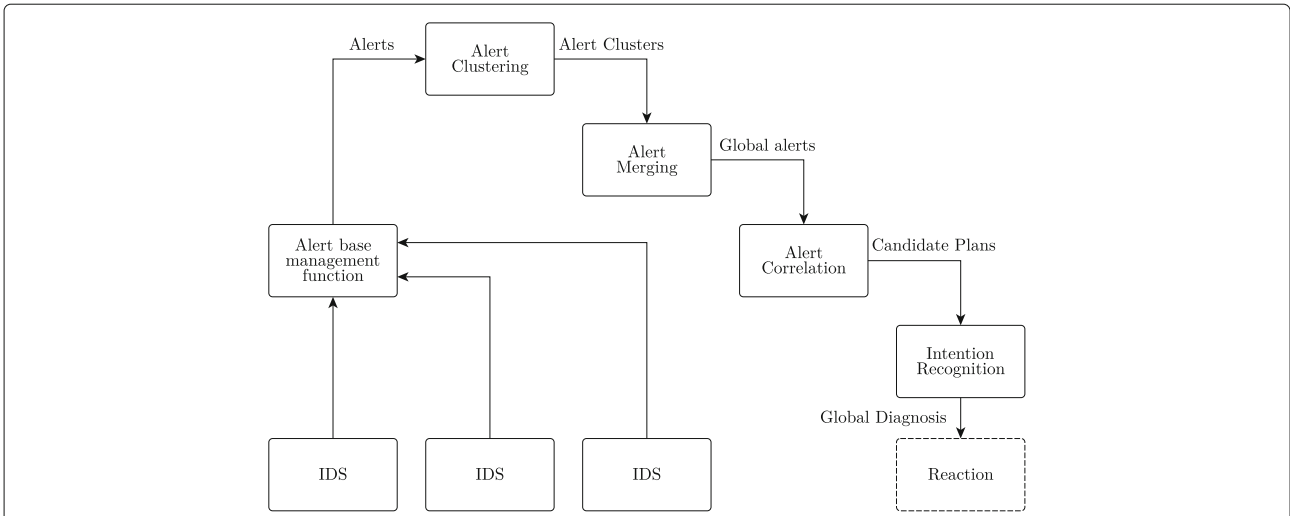 Alerts
Alert
Clustering
Alert Clusters
Alert
Merging
Global alerts
Alert base
management
function
Alert
Correlation
Candidate Plans
Intention
Recognition
Global Diagnosis
IDS
IDS
IDS
Reaction